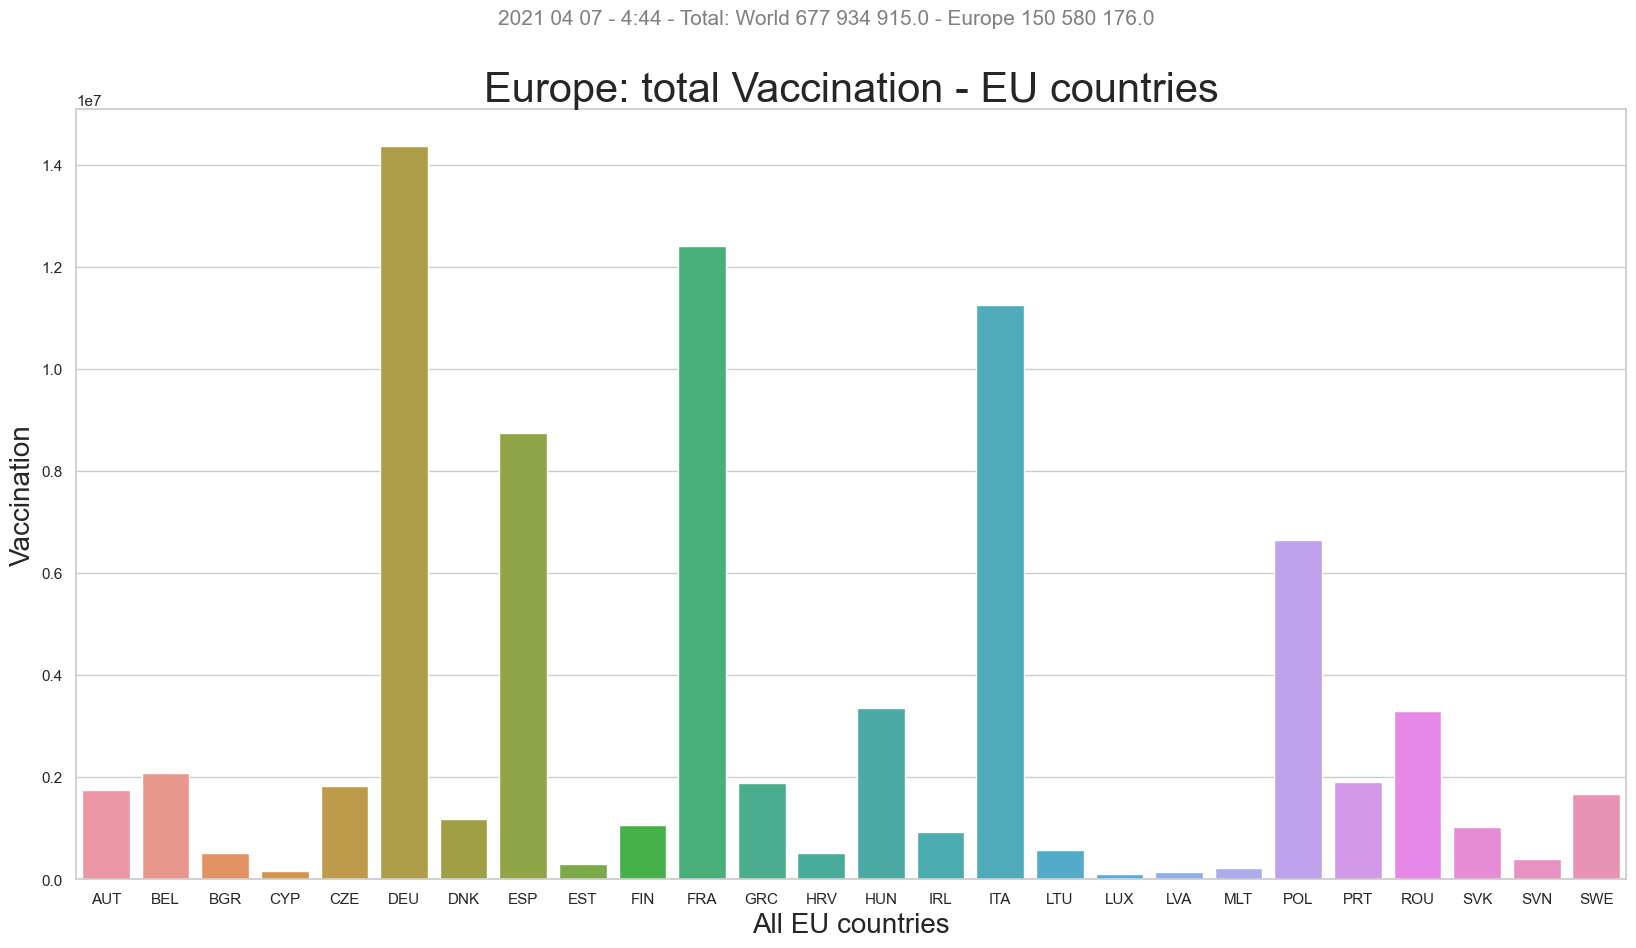 2021 04 07 - 4:44 - Total: World 677 934 915.0 - Europe 150 580 176.0
Europe: total Vaccination - EU countries
1e7
1.4
1.2
1.0
0.8
0.6
0.4
0.2
0.0
Vaccination
AUT BEL BGR CYP CZE DEU DNK ESP EST FIN FRA GRC HRV HUN IRL ITA LTU LUX LVA MLT POL PRT ROU SVK SVN SWE
All EU countries